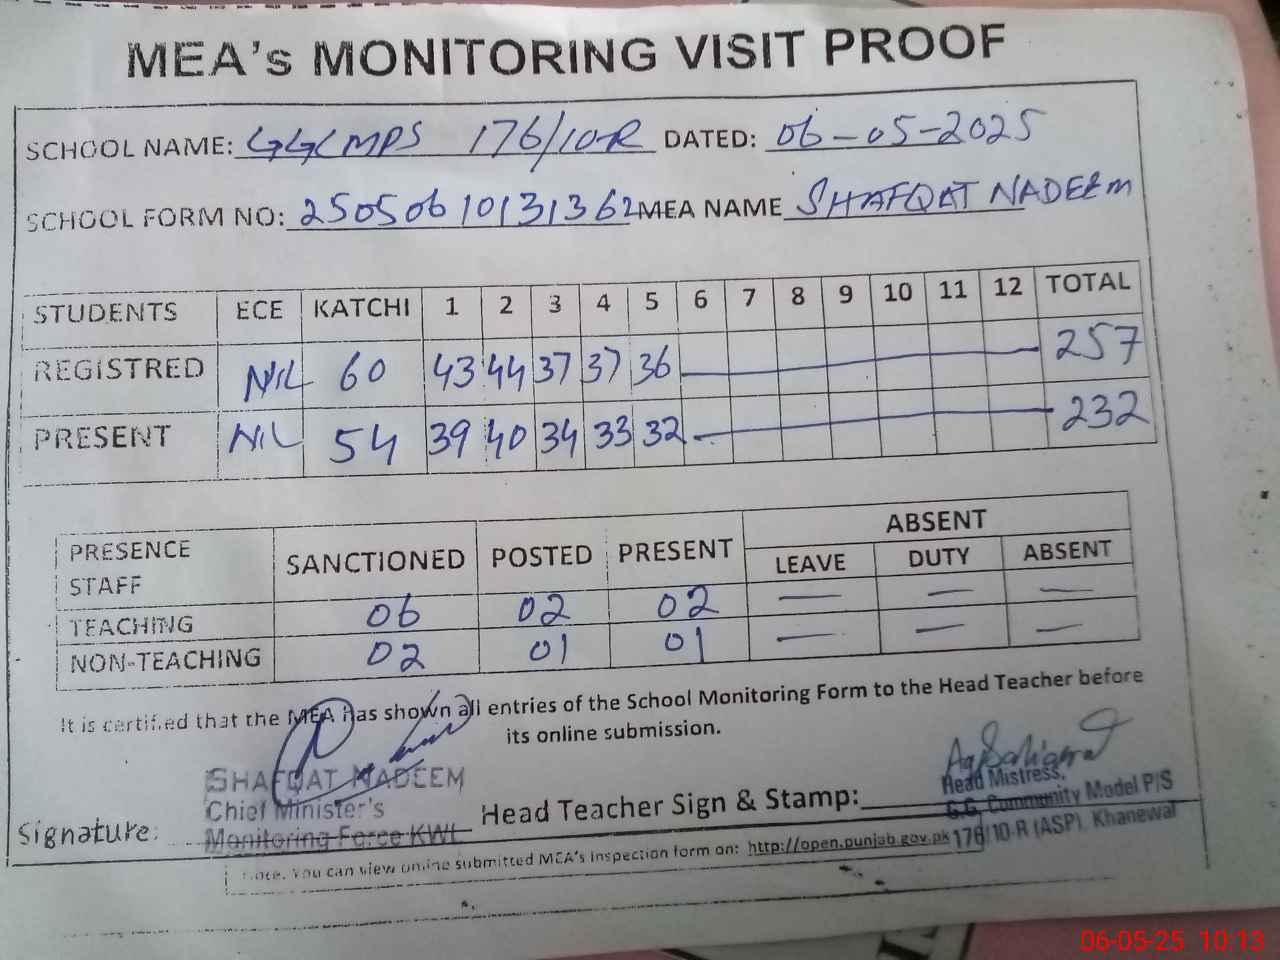 MEA's MONITORING VISIT PROOF
SCHOOL NAME: GGCMPS 176/10-R DATED: 06-05-2025
SCHOOL FORM NO: 25050610131362 MEA NAME SHAFQAT NADEEM
STUDENTS ECE KATCHI 1 2 3 4 5 6 7 8 9 10 11 12 TOTAL
REGISTRED NIL 60 43 44 37 37 36 257
PRESENT NIL 54 39 40 34 33 32 232
PRESENCE STAFF SANCTIONED POSTED PRESENT ABSENT
LEAVE DUTY ABSENT
TEACHING 06 02 02 — — —
NON-TEACHING 02 01 01 — — —
It is certified that the MEA has shown all entries of the School Monitoring Form to the Head Teacher before
its online submission.
SHAFQAT NADEEM
Chief Minister's
Monitoring Force KWL
Signature:
Head Teacher Sign & Stamp:
Head Mistress,
G.G. Community Model P/S
176/10-R (ASP). Khanewal
Note. You can view online submitted MEA's inspection form on: http://open.punjab.gov.pk
06-05-25 10:13